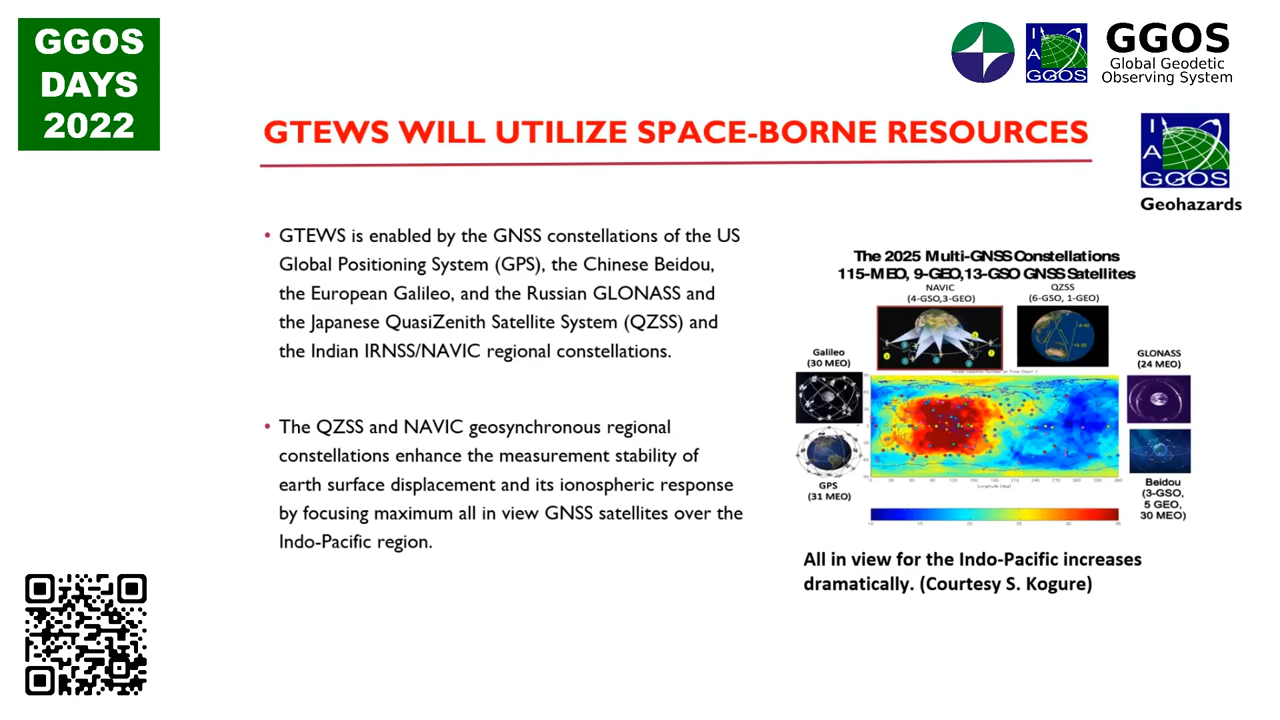 GGOS
DAYS
2022
I
A
GGOS
GGOS
Global Geodetic
Observing System
GTEWS WILL UTILIZE SPACE-BORNE RESOURCES
I
A
GGOS
Geohazards
• GTEWS is enabled by the GNSS constellations of the US
Global Positioning System (GPS), the Chinese Beidou,
the European Galileo, and the Russian GLONASS and
the Japanese QuasiZenith Satellite System (QZSS) and
the Indian IRNSS/NAVIC regional constellations.
• The QZSS and NAVIC geosynchronous regional
constellations enhance the measurement stability of
earth surface displacement and its ionospheric response
by focusing maximum all in view GNSS satellites over the
Indo-Pacific region.
The 2025 Multi-GNSS Constellations
115-MEO, 9-GEO,13-GSO GNSS Satellites
NAVIC
(4-GSO,3-GEO)
QZSS
(6-GSO, 1-GEO)
Galileo
(30 MEO)
GLONASS
(24 MEO)
GPS
(31 MEO)
Beidou
(3-GSO,
5 GEO,
30 MEO)
All in view for the Indo-Pacific increases
dramatically. (Courtesy S. Kogure)